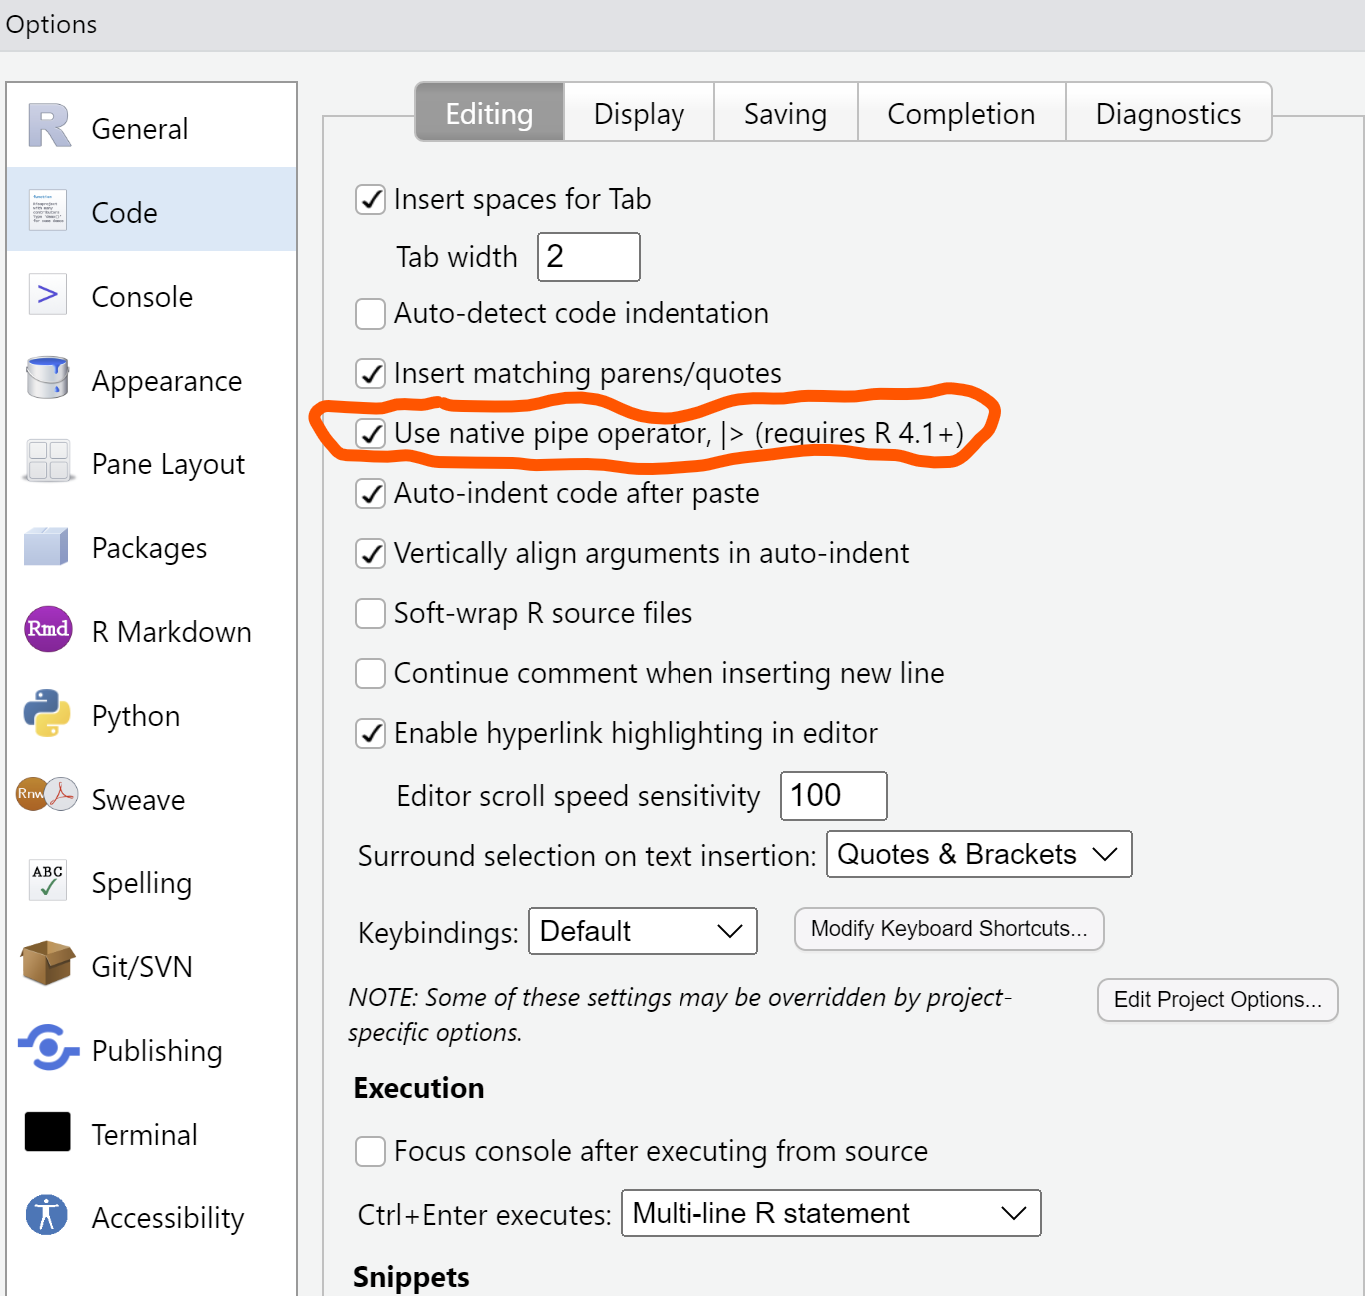 Options
General
Code
Console
Appearance
Pane Layout
Packages
Rmd
R Markdown
Python
Rnw
Sweave
ABC
Spelling
Git/SVN
Publishing
Terminal
Accessibility
Editing
Display
Saving
Completion
Diagnostics
Insert spaces for Tab
Tab width 2
Auto-detect code indentation
Insert matching parens/quotes
Use native pipe operator, |> (requires R 4.1+)
Auto-indent code after paste
Vertically align arguments in auto-indent
Soft-wrap R source files
Continue comment when inserting new line
Enable hyperlink highlighting in editor
Editor scroll speed sensitivity 100
Surround selection on text insertion: Quotes & Brackets
Keybindings: Default Modify Keyboard Shortcuts...
NOTE: Some of these settings may be overridden by project-
specific options.
Edit Project Options...
Execution
Focus console after executing from source
Ctrl+Enter executes: Multi-line R statement
Snippets